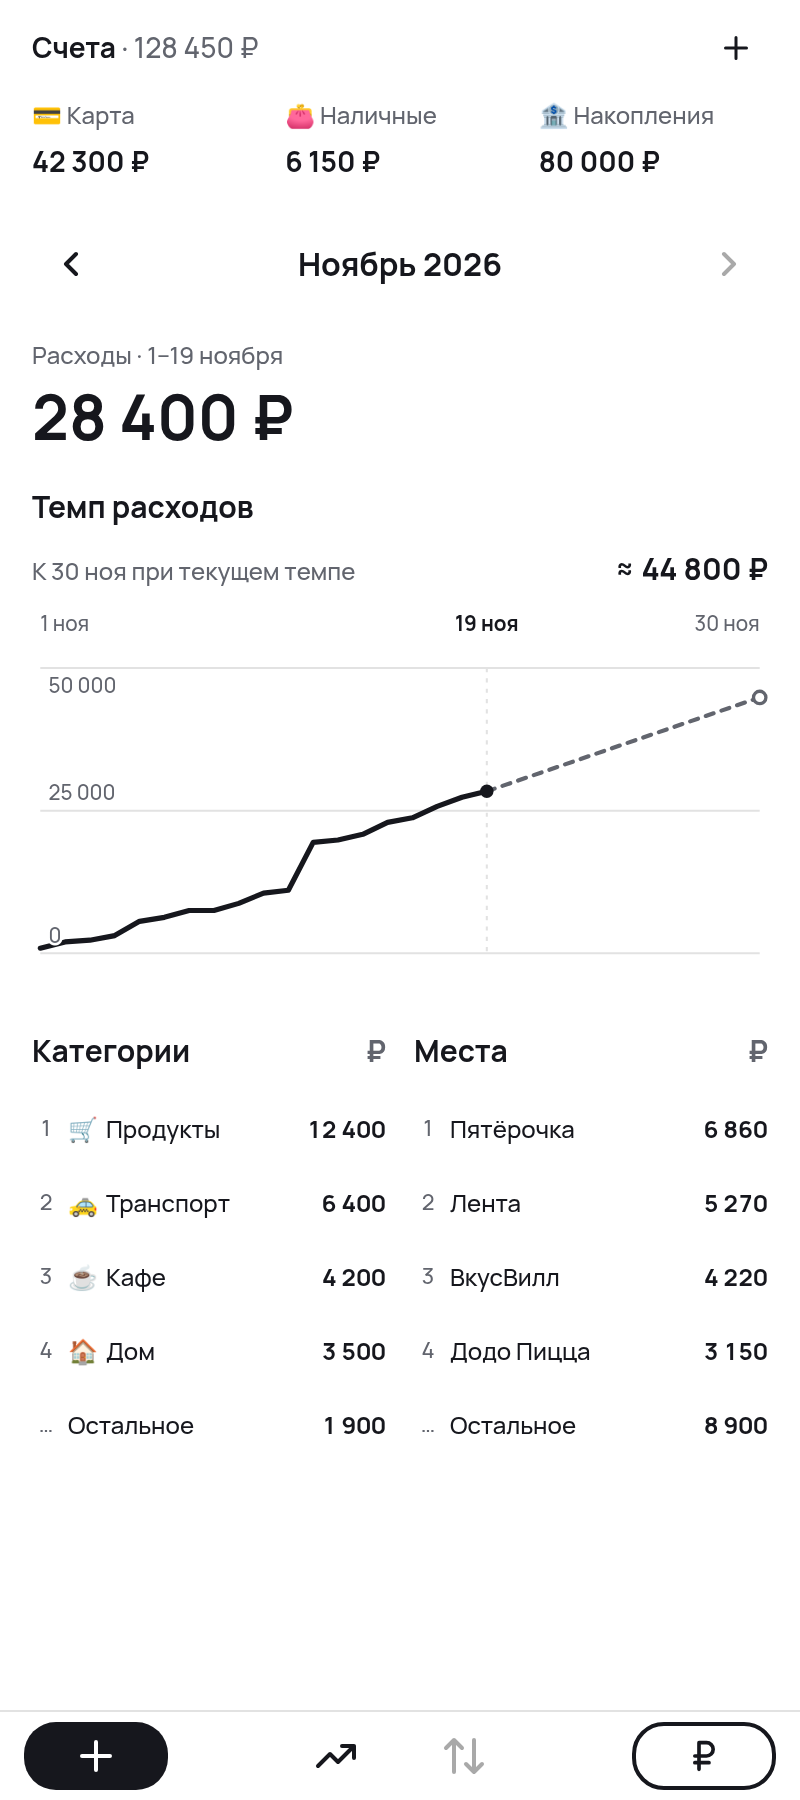 Счета · 128 450 ₽
💳 Карта 👛 Наличные 🏦 Накопления
42 300 ₽ 6 150 ₽ 80 000 ₽
Ноябрь 2026
Расходы · 1–19 ноября
28 400 ₽
Темп расходов
К 30 ноя при текущем темпе ≈ 44 800 ₽
1 ноя 19 ноя 30 ноя
50 000
25 000
0
Категории ₽
1 🛒 Продукты 12 400
2 🚕 Транспорт 6 400
3 ☕ Кафе 4 200
4 🏠 Дом 3 500
... Остальное 1 900
Места ₽
1 Пятёрочка 6 860
2 Лента 5 270
3 ВкусВилл 4 220
4 Додо Пицца 3 150
... Остальное 8 900
₽